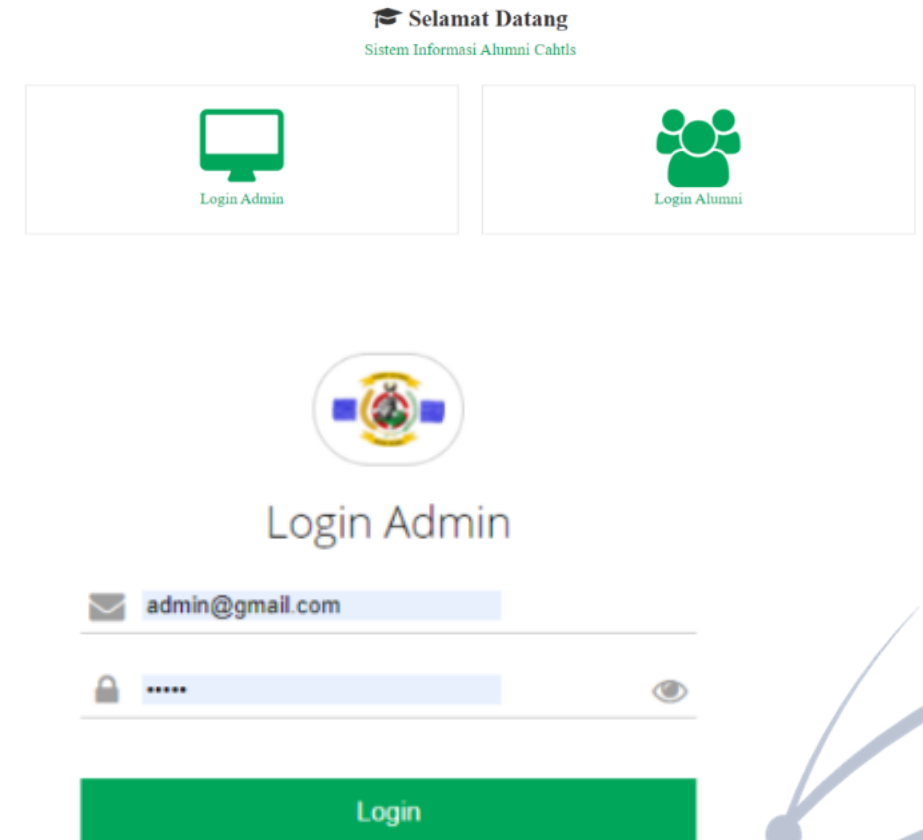 Selamat Datang
Sistem Informasi Alumni Cahtls
Login Admin
Login Alumni
Login Admin
admin@gmail.com
•••••
Login